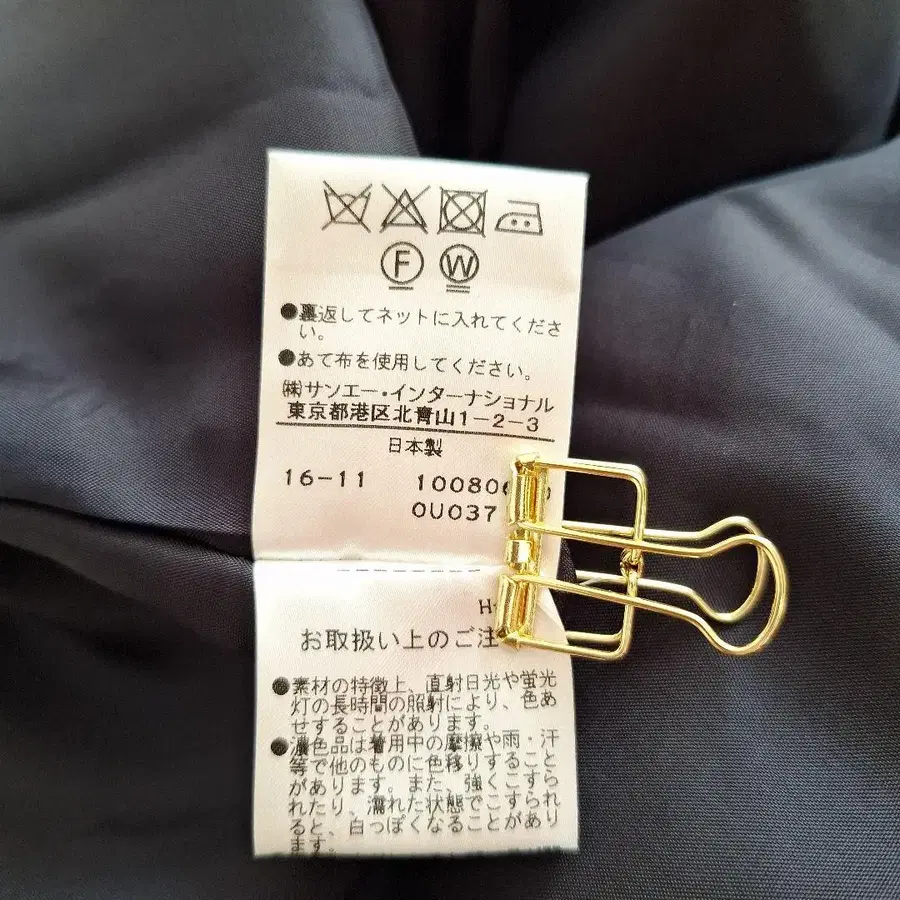 F W
●裏返してネットに入れてくださ
い。
●あて布を使用してください。
㈱サンエー・インターナショナル
東京都港区北青山1-2-3
日本製
16-11
0U037
お取扱い上のご注
●素材の特徴上、直射日光や蛍光
灯の長時間の照射により、色あ
せすることがあります。
●濃色品は着用中の摩擦や雨・汗
等で他のものに色移りすること
があります。また、強くこすら
れたり、濡れた状態でこすられ
ると、白っぽくなることがあり
ます。